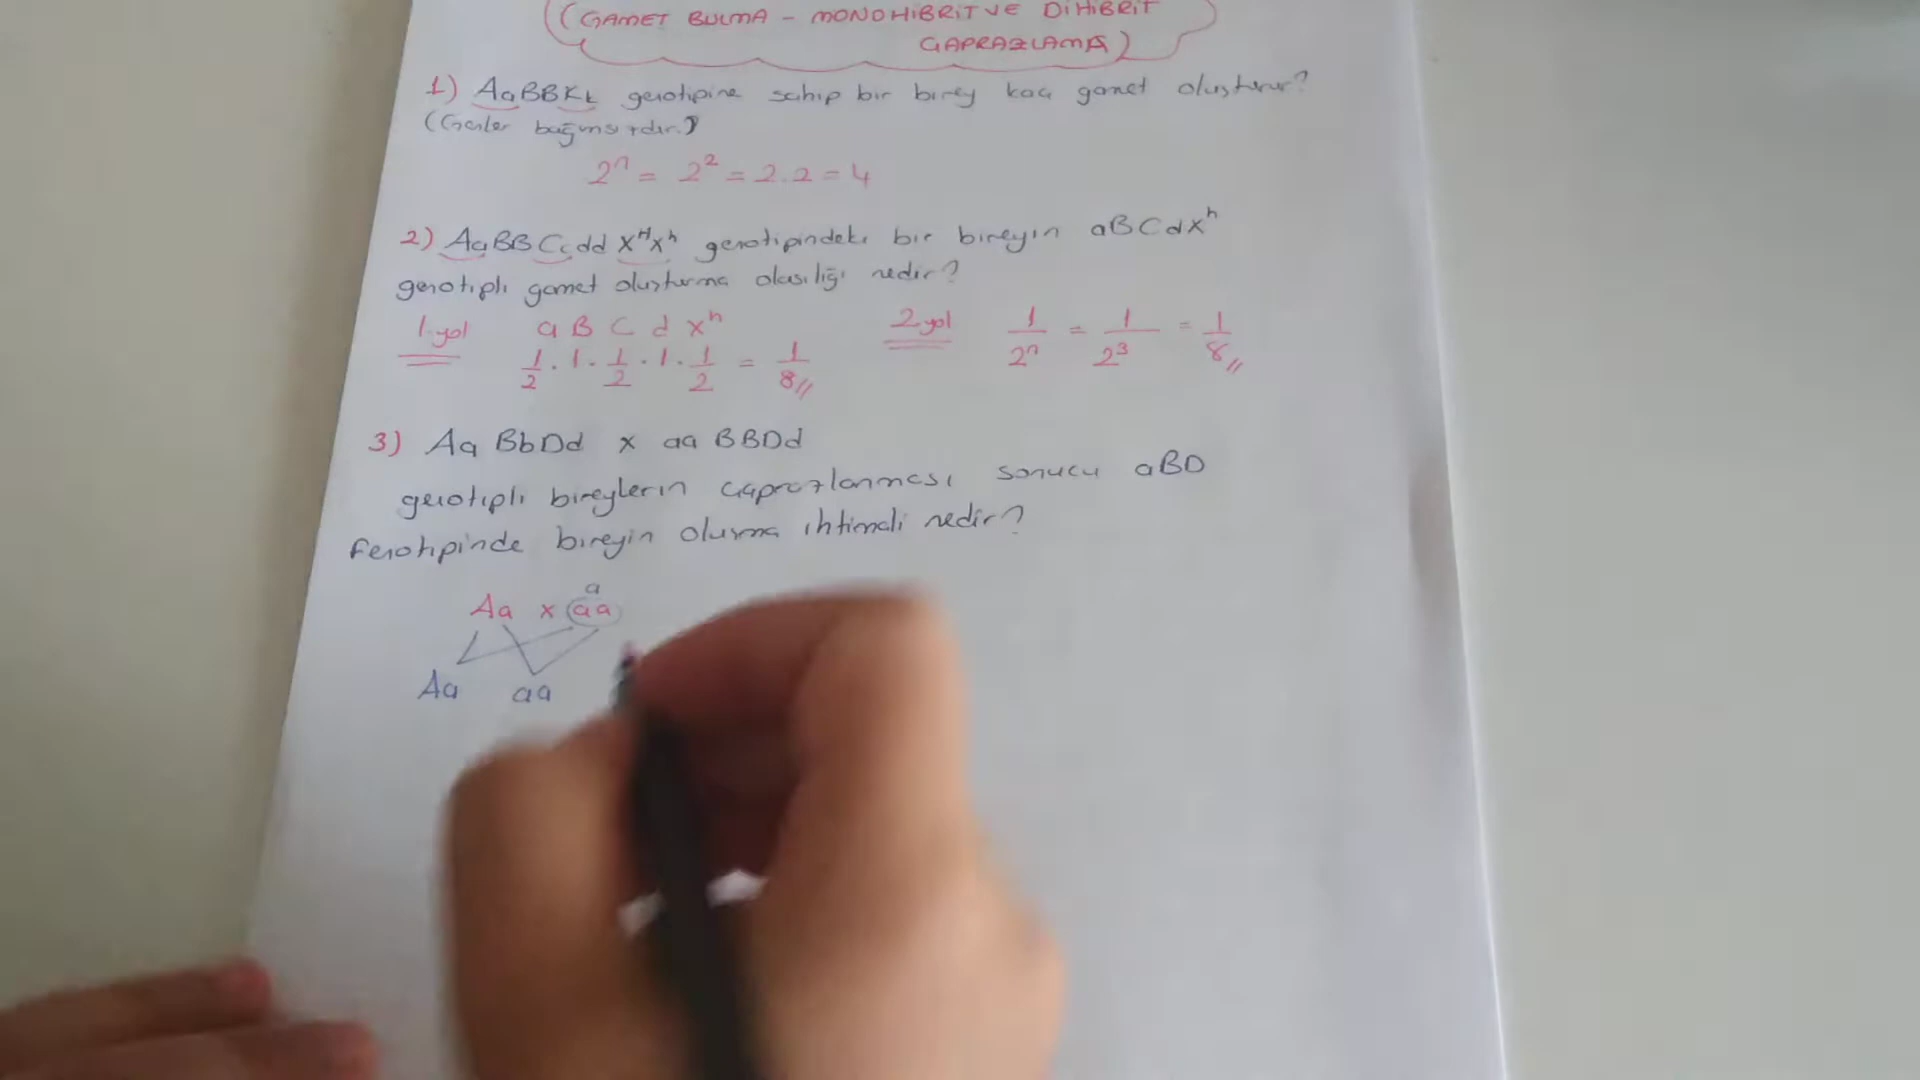 (GAMET BULMA - MONOHİBRİT VE DİHİBRİT
ÇAPRAZLAMA)
1) AaBBKk genotipine sahip bir birey kaç gamet oluşturur?
(Genler bağımsızdır.)
2ⁿ = 2² = 2.2 = 4
2) AaBBCcdd XᴴXʰ genotipindeki bir bireyin aBCdXʰ
genotipli gamet oluşturma olasılığı nedir?
1.yol a B C d Xʰ
1/2 . 1 . 1/2 . 1 . 1/2 = 1/8//
2.yol 1/2ⁿ = 1/2³ = 1/8//
3) Aa BbDd x aa BBDd
genotipli bireylerin çaprazlanması sonucu aBD
fenotipinde bireyin oluşma ihtimali nedir?
a
Aa x aa
Aa aa